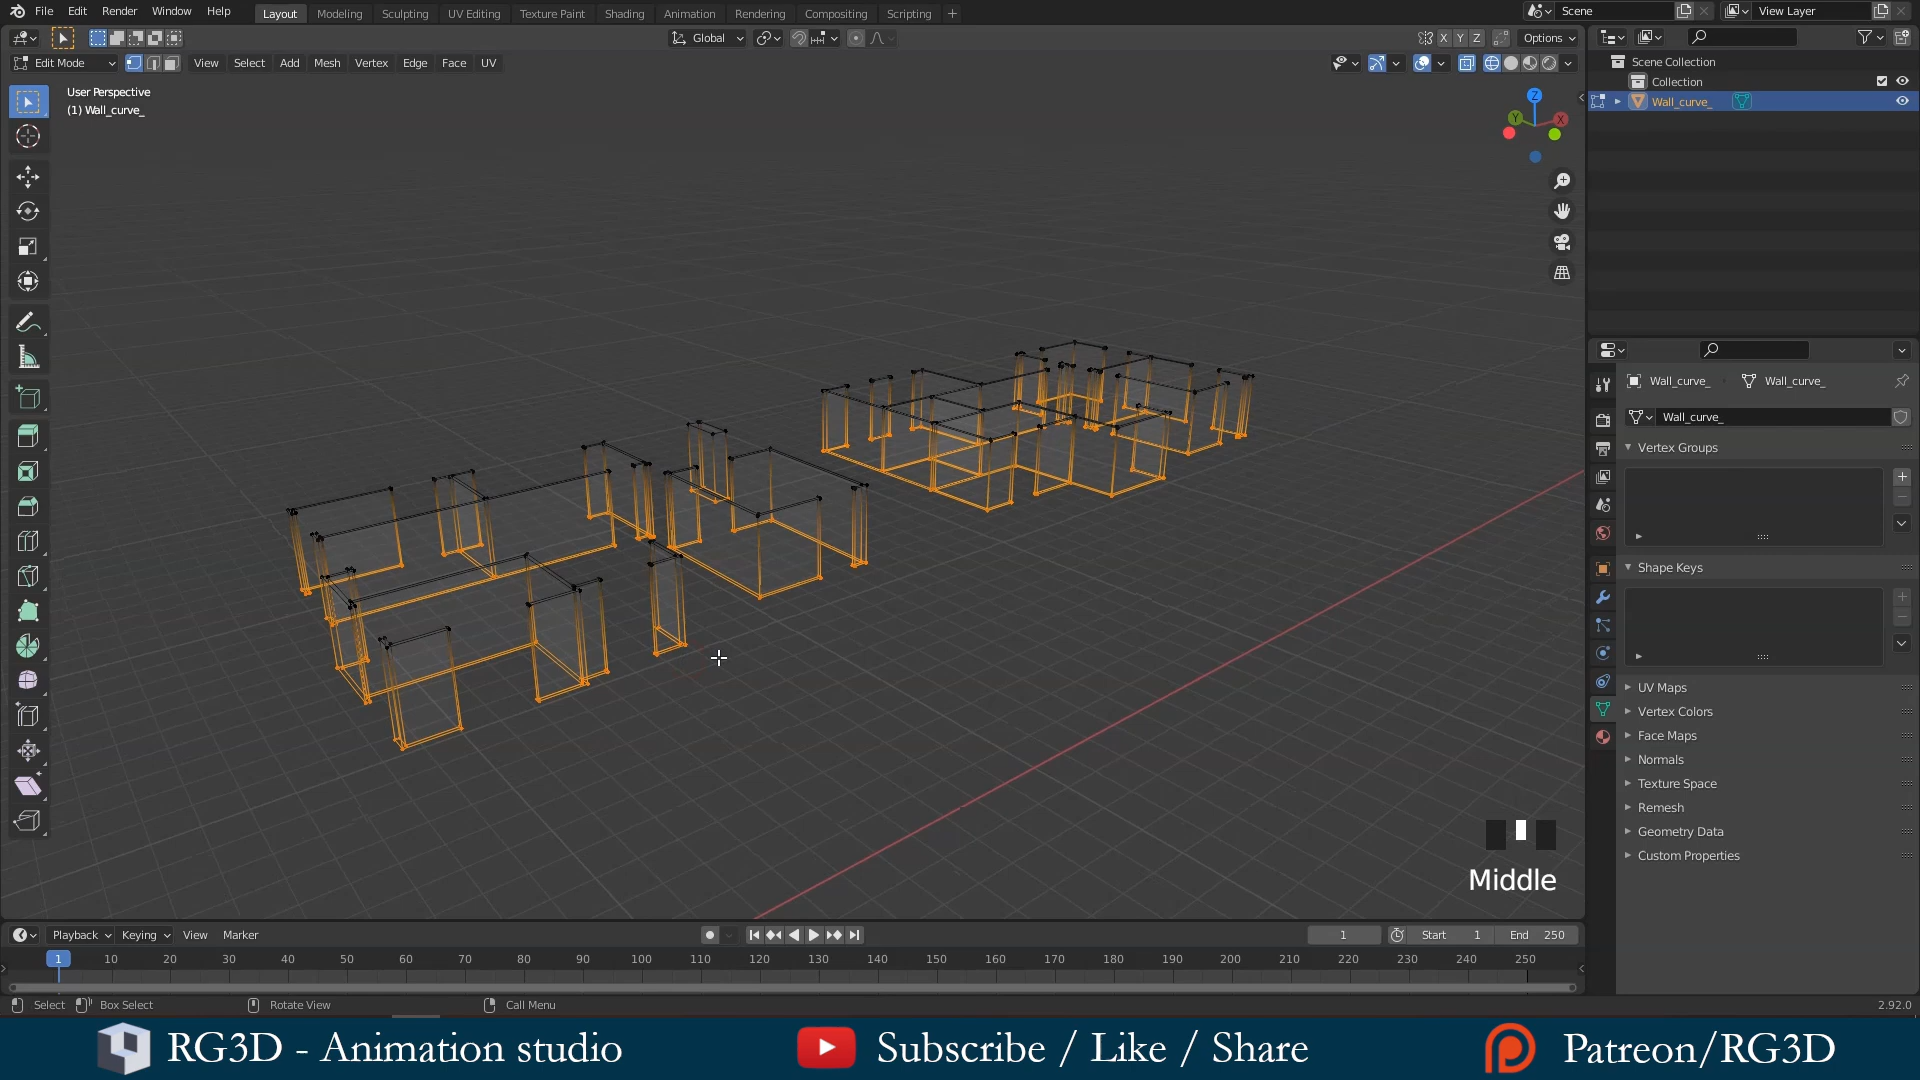 File Edit Render Window Help Layout Modeling Sculpting UV Editing Texture Paint Shading Animation Rendering Compositing Scripting + Scene View Layer
Global X Y Z Options
Edit Mode View Select Add Mesh Vertex Edge Face UV
Scene Collection
Collection
Wall_curve_
User Perspective
(1) Wall_curve_
Z
Y
X
Wall_curve_ Wall_curve_
Wall_curve_
Vertex Groups
Shape Keys
UV Maps
Vertex Colors
Face Maps
Normals
Texture Space
Remesh
Geometry Data
Custom Properties
Middle
Playback Keying View Marker 1 Start 1 End 250
1 10 20 30 40 50 60 70 80 90 100 110 120 130 140 150 160 170 180 190 200 210 220 230 240 250
Select Box Select Rotate View Call Menu 2.92.0
RG3D - Animation studio Subscribe / Like / Share Patreon/RG3D